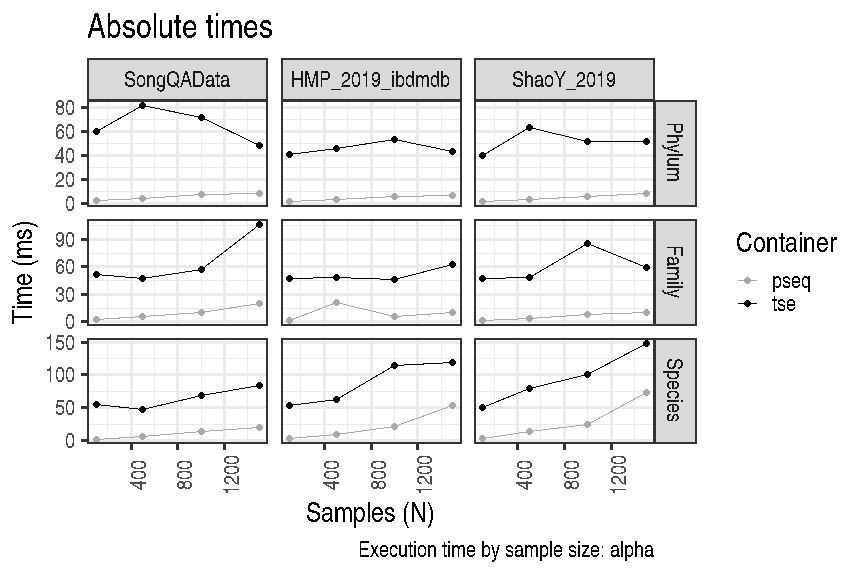 Absolute times
SongQAData
HMP_2019_ibdmdb
ShaoY_2019
80
60
40
20
0
Phylum
90
60
30
0
Family
150
100
50
0
Species
Time (ms)
400
800
1200
400
800
1200
400
800
1200
Samples (N)
Container
pseq
tse
Execution time by sample size: alpha